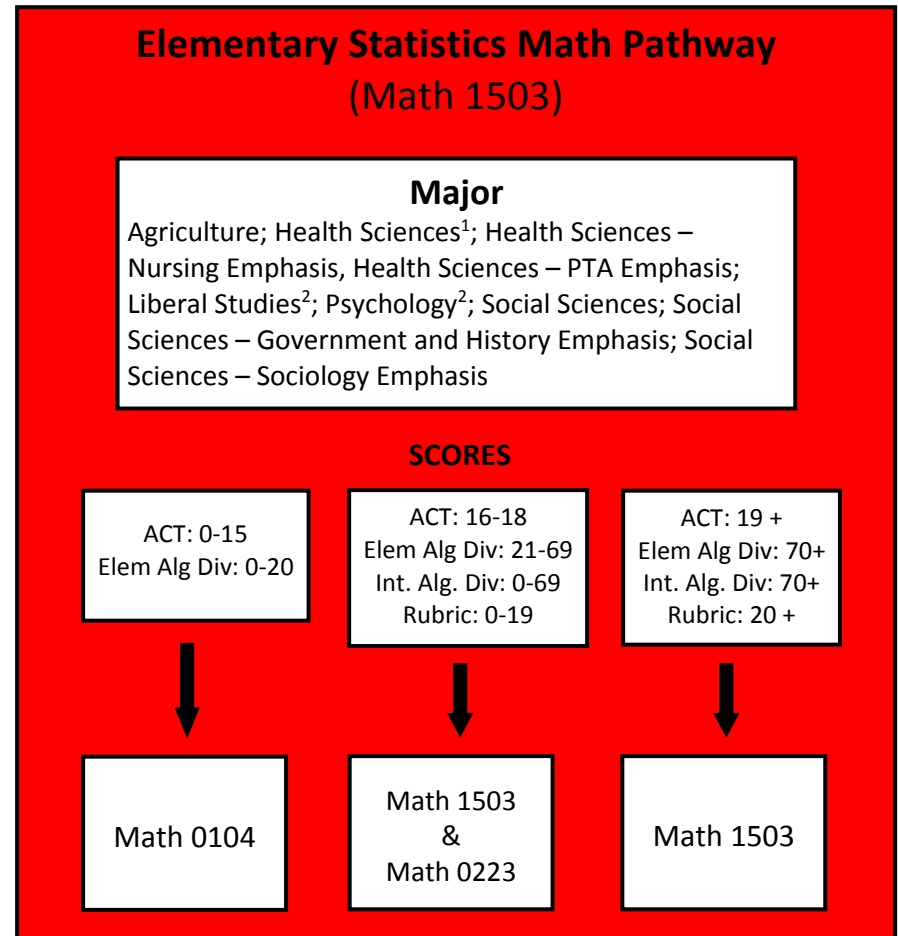 Elementary Statistics Math Pathway
(Math 1503)
Major
Agriculture; Health Sciences¹; Health Sciences –
Nursing Emphasis, Health Sciences – PTA Emphasis;
Liberal Studies²; Psychology²; Social Sciences; Social
Sciences – Government and History Emphasis; Social
Sciences – Sociology Emphasis
SCORES
ACT: 0-15
Elem Alg Div: 0-20
ACT: 16-18
Elem Alg Div: 21-69
Int. Alg. Div: 0-69
Rubric: 0-19
ACT: 19 +
Elem Alg Div: 70+
Int. Alg. Div: 70+
Rubric: 20 +
Math 0104
Math 1503
&
Math 0223
Math 1503